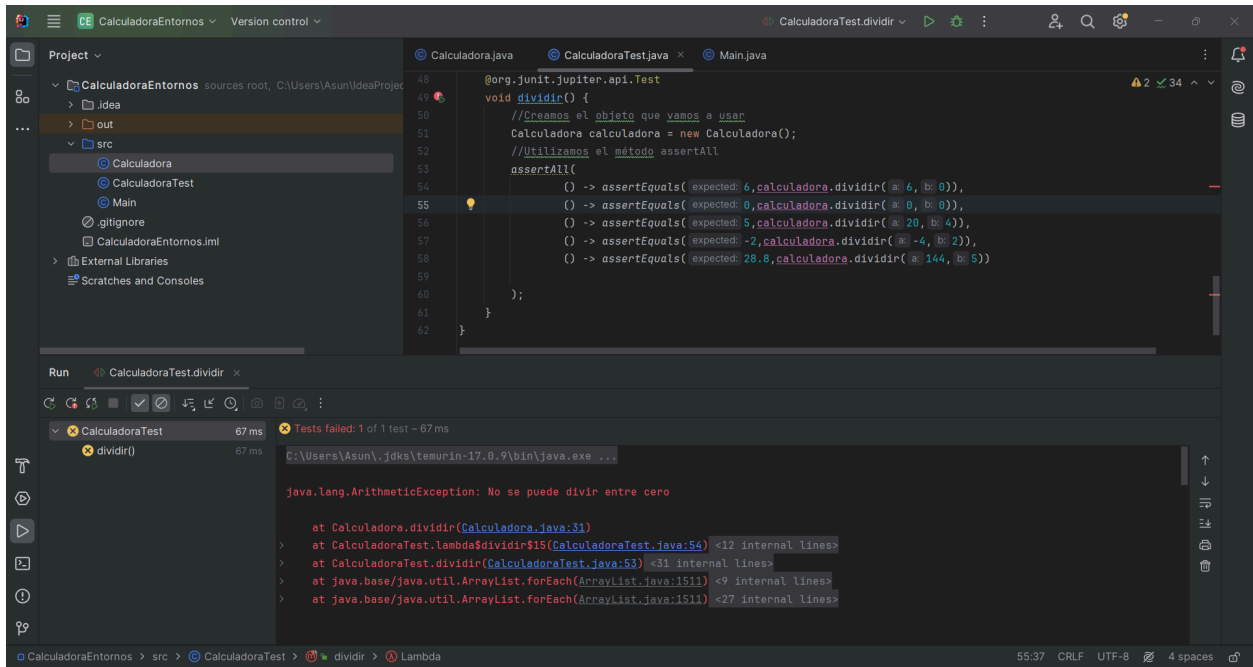 CE CalculadoraEntornos Version control CalculadoraTest.dividir
Project
Calculadora.java CalculadoraTest.java Main.java
CalculadoraEntornos sources root, C:\Users\Asun\IdeaProjec
.idea
out
src
Calculadora
CalculadoraTest
Main
.gitignore
CalculadoraEntornos.iml
External Libraries
Scratches and Consoles
2 34
48 @org.junit.jupiter.api.Test
49 void dividir() {
50 //Creamos el objeto que vamos a usar
51 Calculadora calculadora = new Calculadora();
52 //Utilizamos el método assertAll
53 assertAll(
54 () -> assertEquals( expected: 6,calculadora.dividir( a: 6, b: 0)),
55 () -> assertEquals( expected: 0,calculadora.dividir( a: 0, b: 0)),
56 () -> assertEquals( expected: 5,calculadora.dividir( a: 20, b: 4)),
57 () -> assertEquals( expected: -2,calculadora.dividir( a: -4, b: 2)),
58 () -> assertEquals( expected: 28.8,calculadora.dividir( a: 144, b: 5))
59
60 );
61 }
62 }
Run CalculadoraTest.dividir
CalculadoraTest 67 ms
dividir() 67 ms
Tests failed: 1 of 1 test – 67 ms
C:\Users\Asun\.jdks\temurin-17.0.9\bin\java.exe ...
java.lang.ArithmeticException: No se puede divir entre cero
at Calculadora.dividir(Calculadora.java:31)
at CalculadoraTest.lambda$dividir$15(CalculadoraTest.java:54) <12 internal lines>
at CalculadoraTest.dividir(CalculadoraTest.java:53) <31 internal lines>
at java.base/java.util.ArrayList.forEach(ArrayList.java:1511) <9 internal lines>
at java.base/java.util.ArrayList.forEach(ArrayList.java:1511) <27 internal lines>
CalculadoraEntornos > src > CalculadoraTest > dividir > Lambda 55:37 CRLF UTF-8 4 spaces